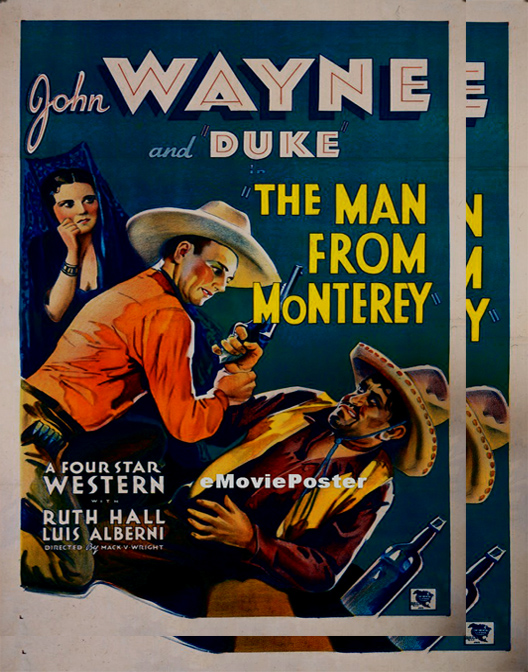 John WAYNE
and "DUKE"
in
"THE MAN
FROM
MONTEREY"
A FOUR STAR
WESTERN
WITH
RUTH HALL
LUIS ALBERNI
DIRECTED By MACK V. WRIGHT
eMoviePoster
E
N
M
Y"